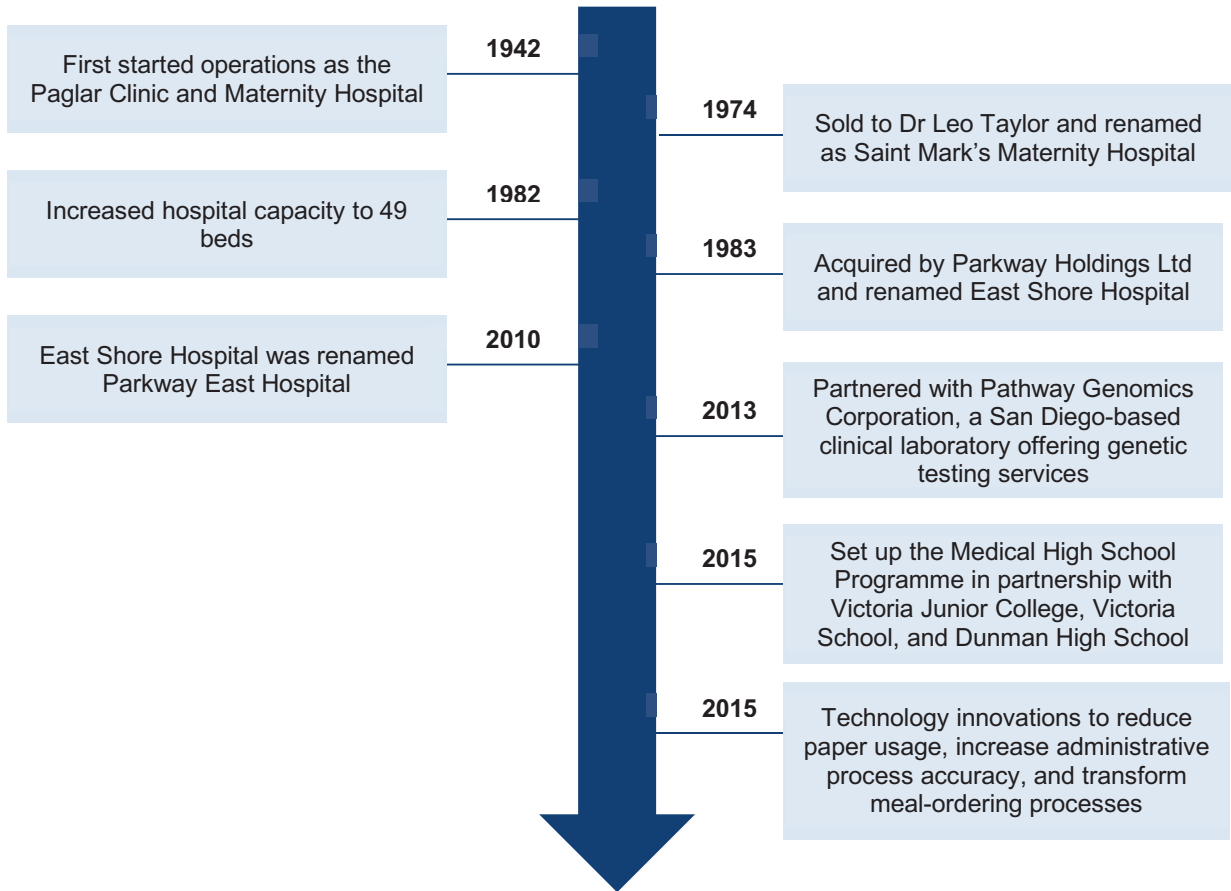 1942
First started operations as the
Paglar Clinic and Maternity Hospital
1974
Sold to Dr Leo Taylor and renamed
as Saint Mark's Maternity Hospital
1982
Increased hospital capacity to 49
beds
1983
Acquired by Parkway Holdings Ltd
and renamed East Shore Hospital
2010
East Shore Hospital was renamed
Parkway East Hospital
2013
Partnered with Pathway Genomics
Corporation, a San Diego-based
clinical laboratory offering genetic
testing services
2015
Set up the Medical High School
Programme in partnership with
Victoria Junior College, Victoria
School, and Dunman High School
2015
Technology innovations to reduce
paper usage, increase administrative
process accuracy, and transform
meal-ordering processes